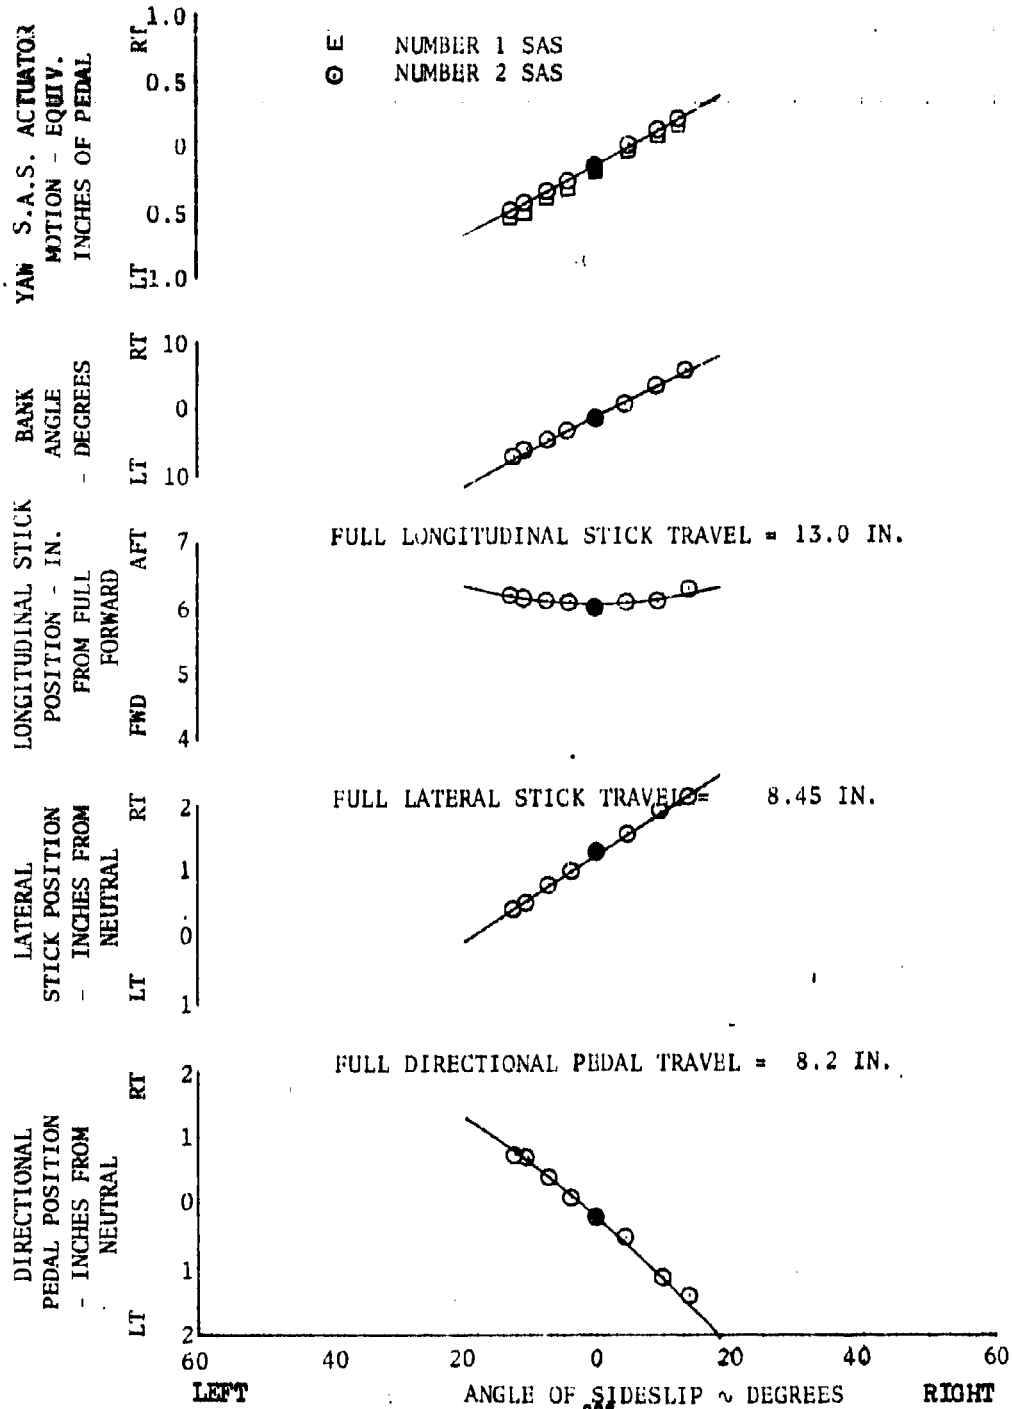 1.0
RT
0.5
0
0.5
LT
1.0
YAW S.A.S. ACTUATOR
MOTION - EQUIV.
INCHES OF PEDAL
E NUMBER 1 SAS
NUMBER 2 SAS
10
RT
0
LT
10
BANK
ANGLE
- DEGREES
FULL LONGITUDINAL STICK TRAVEL = 13.0 IN.
7
AFT
6
5
FWD
4
LONGITUDINAL STICK
POSITION - IN.
FROM FULL
FORWARD
FULL LATERAL STICK TRAVEL = 8.45 IN.
2
RT
1
0
LT
1
LATERAL
STICK POSITION
- INCHES FROM
NEUTRAL
FULL DIRECTIONAL PEDAL TRAVEL = 8.2 IN.
2
RT
1
0
1
LT
2
DIRECTIONAL
PEDAL POSITION
- INCHES FROM
NEUTRAL
60 40 20 0 20 40 60
LEFT ANGLE OF SIDESLIP ~ DEGREES RIGHT